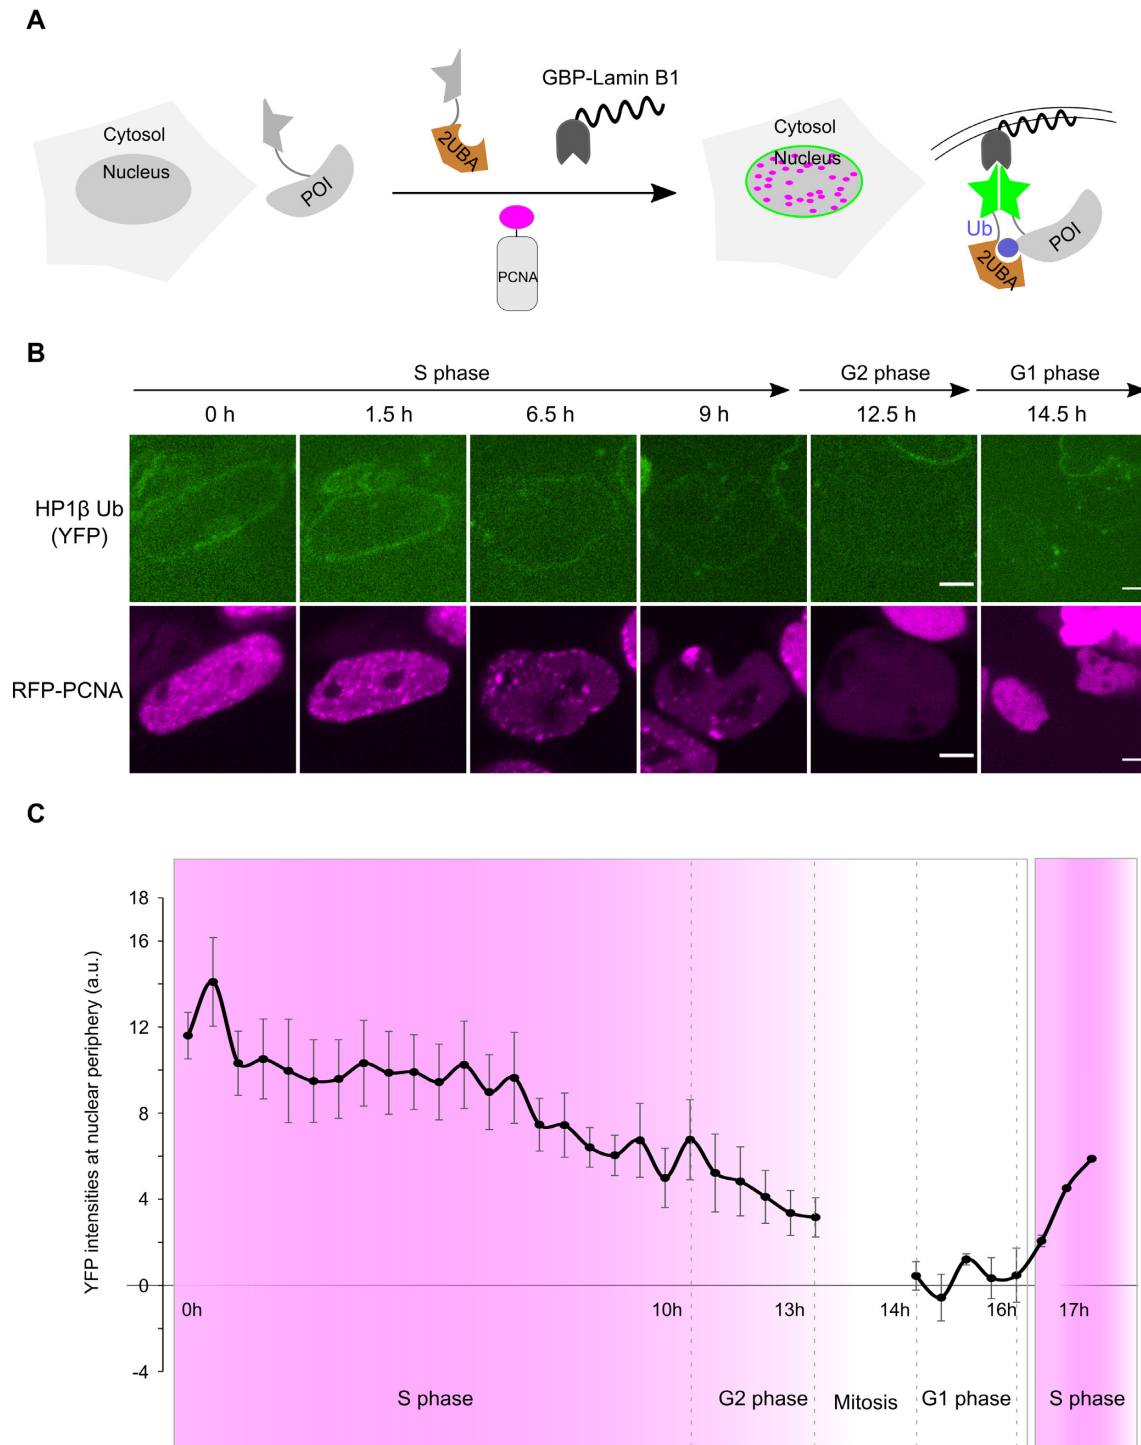 A
GBP-Lamin B1
Cytosol
Nucleus
POI
2UBA
PCNA
Cytosol
Nucleus
Ub
2UBA
POI
B
S phase
G2 phase
G1 phase
0 h
1.5 h
6.5 h
9 h
12.5 h
14.5 h
HP1β Ub
(YFP)
RFP-PCNA
C
YFP intensities at nuclear periphery (a.u.)
18
16
12
8
4
0
-4
0h
10h
13h
14h
16h
17h
S phase
G2 phase
Mitosis
G1 phase
S phase